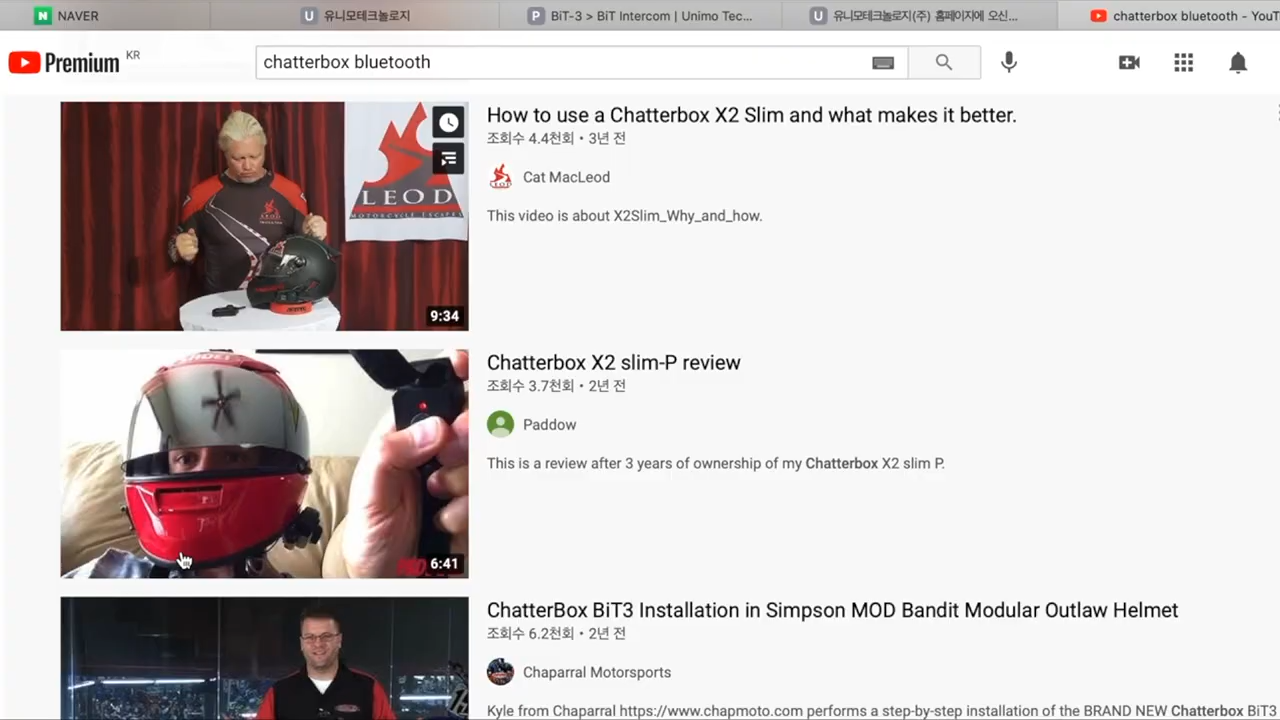 N NAVER
U 유니모테크놀로지
P BiT-3 > BiT Intercom | Unimo Tec...
U 유니모테크놀로지(주) 홈페이지에 오신...
chatterbox bluetooth - YouT
Premium KR
chatterbox bluetooth
LEOD
MOTORCYCLE ESCAPES
9:34
How to use a Chatterbox X2 Slim and what makes it better.
조회수 4.4천회 • 3년 전
Cat MacLeod
This video is about X2Slim_Why_and_how.
6:41
Chatterbox X2 slim-P review
조회수 3.7천회 • 2년 전
Paddow
This is a review after 3 years of ownership of my Chatterbox X2 slim P.
ChatterBox BiT3 Installation in Simpson MOD Bandit Modular Outlaw Helmet
조회수 6.2천회 • 2년 전
Chaparral Motorsports
Kyle from Chaparral https://www.chapmoto.com performs a step-by-step installation of the BRAND NEW Chatterbox BiT3